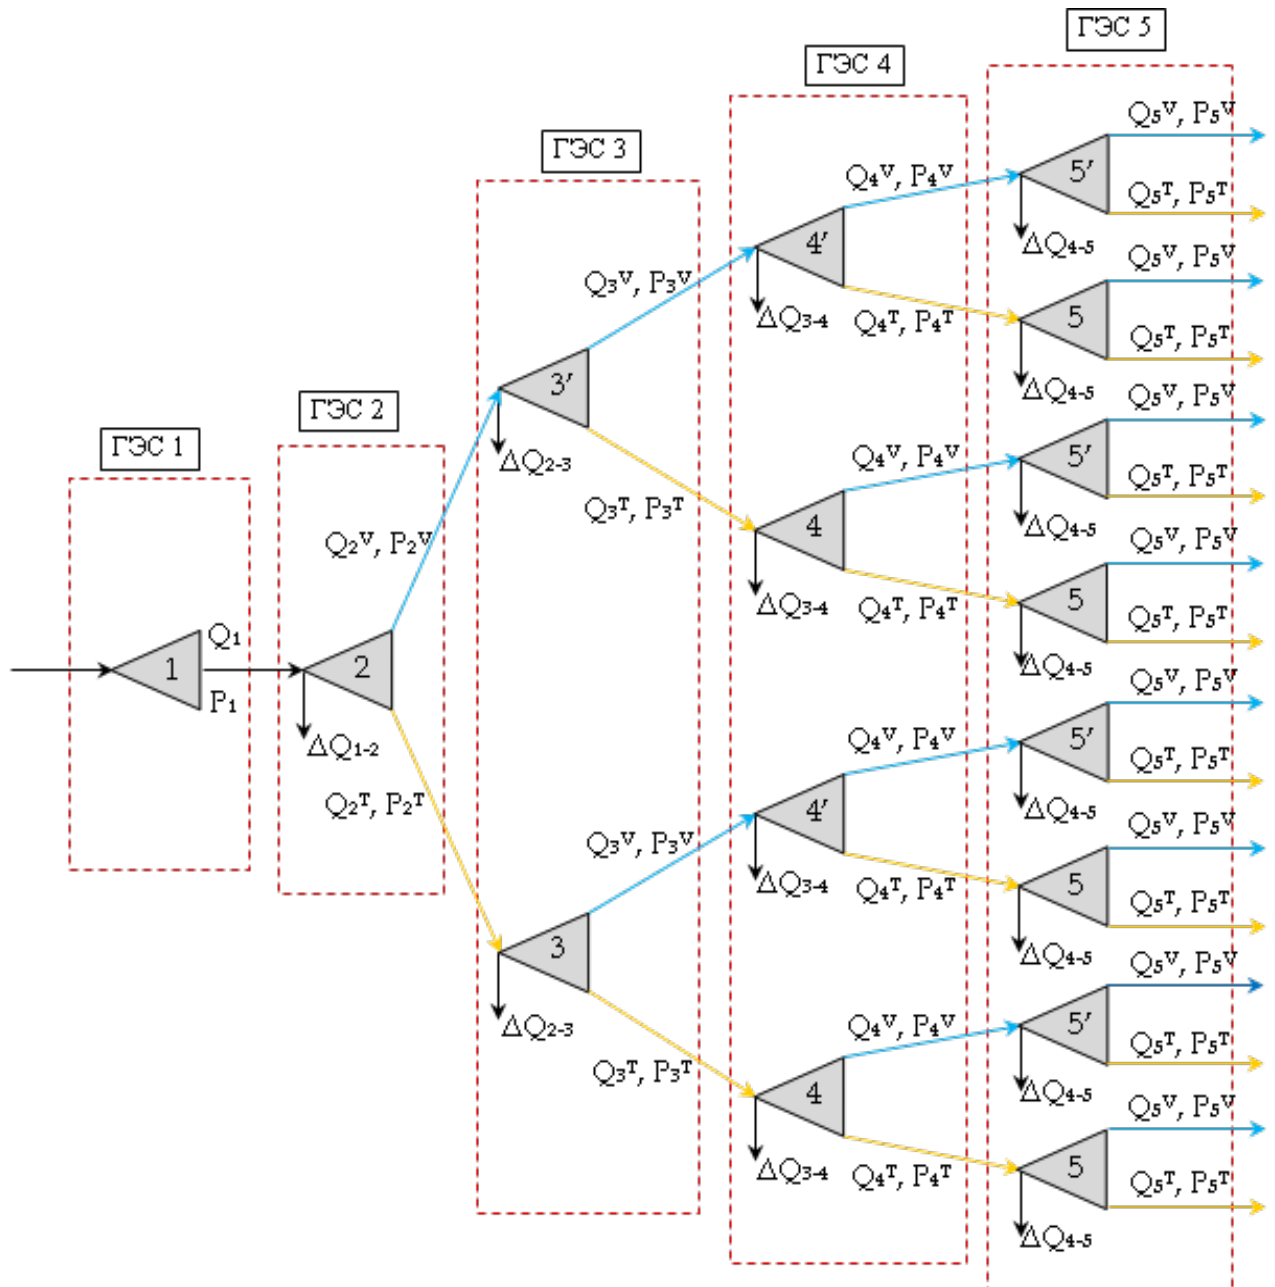 ГЭС 1
Q₁
1
P₁
ГЭС 2
Q₂ⱽ, P₂ⱽ
2
ΔQ₁₋₂
Q₂ᵀ, P₂ᵀ
ГЭС 3
Q₃ⱽ, P₃ⱽ
3′
ΔQ₂₋₃
Q₃ᵀ, P₃ᵀ
Q₃ⱽ, P₃ⱽ
3
ΔQ₂₋₃
Q₃ᵀ, P₃ᵀ
ГЭС 4
Q₄ⱽ, P₄ⱽ
4′
ΔQ₃₋₄
Q₄ᵀ, P₄ᵀ
Q₄ⱽ, P₄ⱽ
4
ΔQ₃₋₄
Q₄ᵀ, P₄ᵀ
Q₄ⱽ, P₄ⱽ
4′
ΔQ₃₋₄
Q₄ᵀ, P₄ᵀ
Q₄ⱽ, P₄ⱽ
4
ΔQ₃₋₄
Q₄ᵀ, P₄ᵀ
ГЭС 5
Q₅ⱽ, P₅ⱽ
5′
Q₅ᵀ, P₅ᵀ
ΔQ₄₋₅
Q₅ⱽ, P₅ⱽ
5
Q₅ᵀ, P₅ᵀ
ΔQ₄₋₅
Q₅ⱽ, P₅ⱽ
5′
Q₅ᵀ, P₅ᵀ
ΔQ₄₋₅
Q₅ⱽ, P₅ⱽ
5
Q₅ᵀ, P₅ᵀ
ΔQ₄₋₅
Q₅ⱽ, P₅ⱽ
5′
Q₅ᵀ, P₅ᵀ
ΔQ₄₋₅
Q₅ⱽ, P₅ⱽ
5
Q₅ᵀ, P₅ᵀ
ΔQ₄₋₅
Q₅ⱽ, P₅ⱽ
5′
Q₅ᵀ, P₅ᵀ
ΔQ₄₋₅
Q₅ⱽ, P₅ⱽ
5
Q₅ᵀ, P₅ᵀ
ΔQ₄₋₅